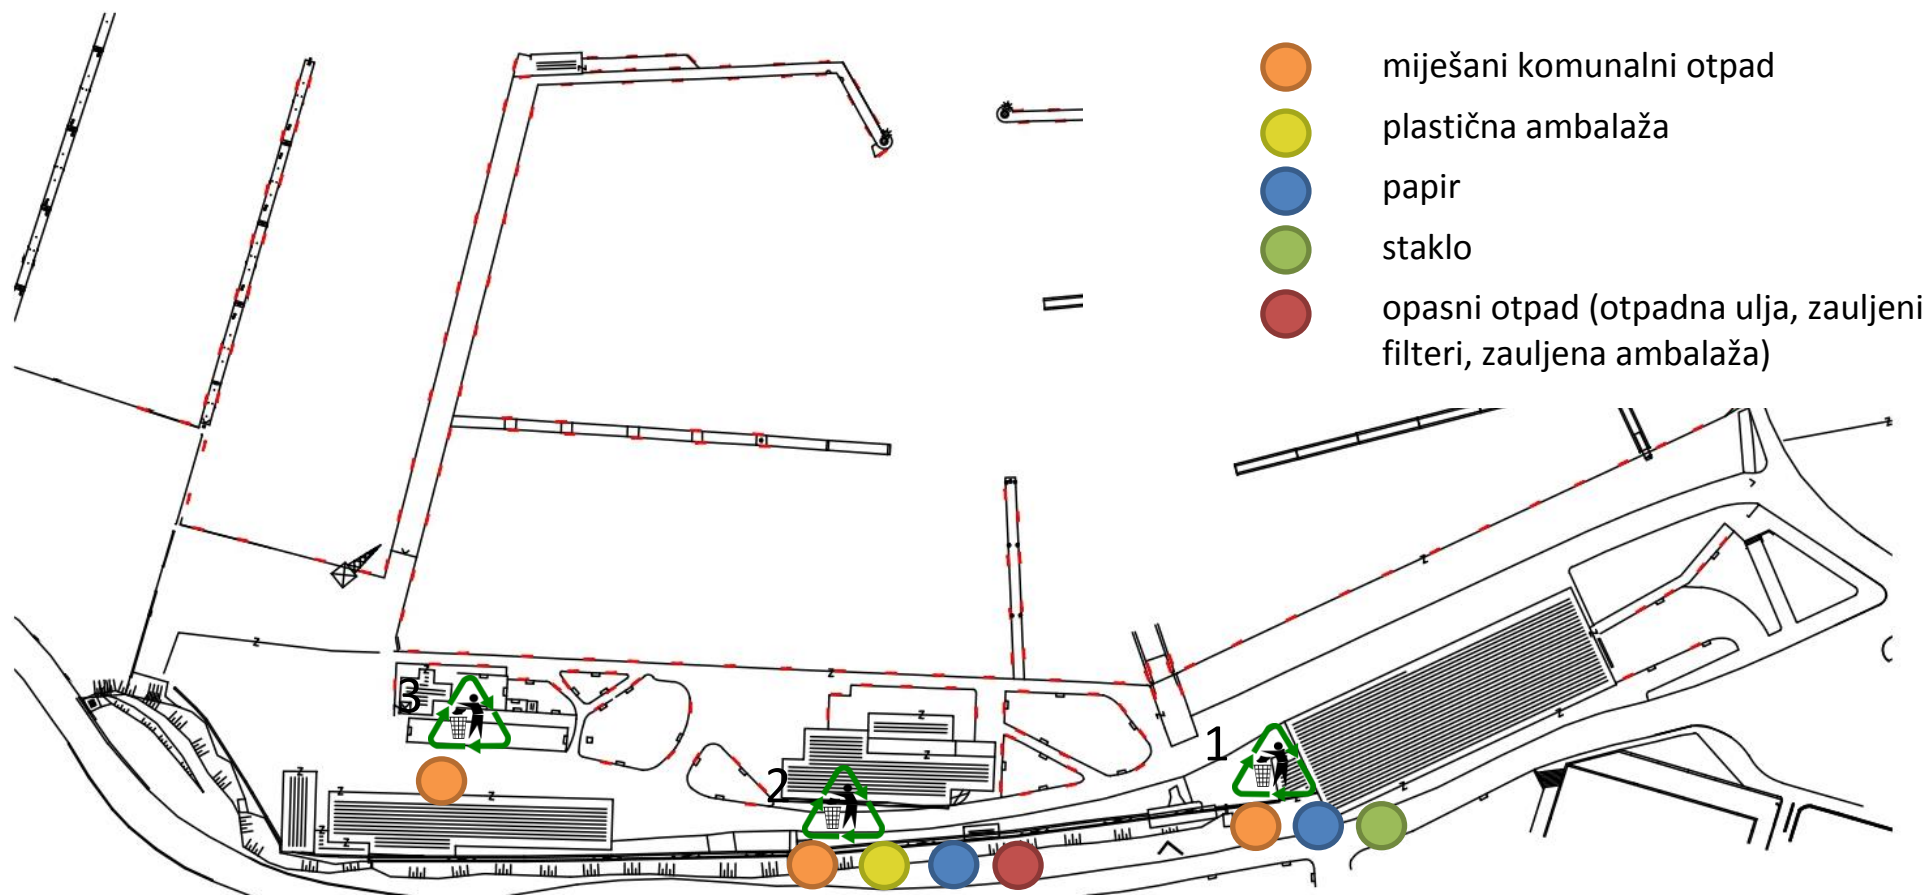 miješani komunalni otpad
plastična ambalaža
papir
staklo
opasni otpad (otpadna ulja, zauljeni
filteri, zauljena ambalaža)
3
2
1